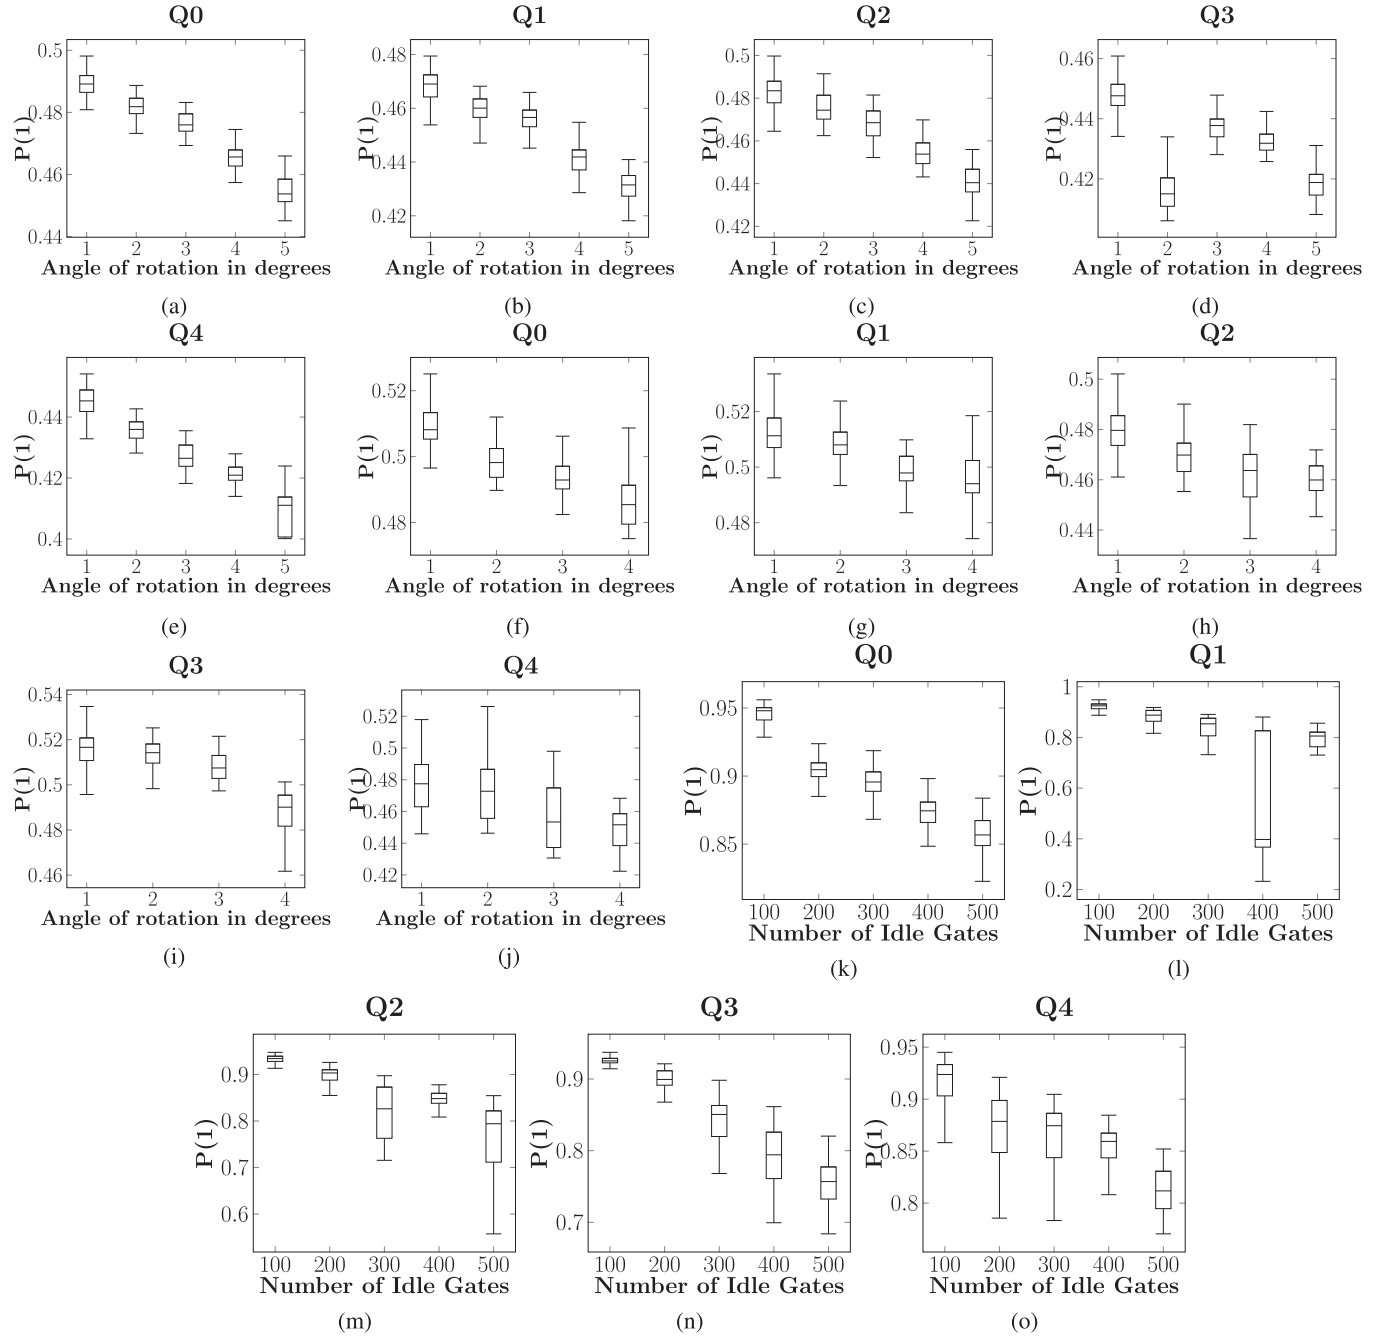 Q0 Q1 Q2 Q3
0.5 0.48 0.5 0.46
0.48 0.46 0.48 0.44
0.46 0.44 0.46 0.42
0.44 0.42 0.44
0.42
P(1) P(1) P(1) P(1)
1 2 3 4 5 1 2 3 4 5 1 2 3 4 5 1 2 3 4 5
Angle of rotation in degrees Angle of rotation in degrees Angle of rotation in degrees Angle of rotation in degrees
(a) (b) (c) (d)
Q4 Q0 Q1 Q2
0.44 0.52 0.52 0.5
0.42 0.5 0.5 0.48
0.4 0.48 0.48 0.46
0.44
P(1) P(1) P(1) P(1)
1 2 3 4 5 1 2 3 4 1 2 3 4 1 2 3 4
Angle of rotation in degrees Angle of rotation in degrees Angle of rotation in degrees Angle of rotation in degrees
(e) (f) (g) (h)
Q3 Q4 Q0 Q1
0.54 0.52 0.95 1
0.52 0.5 0.9 0.8
0.5 0.48 0.85 0.6
0.48 0.46 0.4
0.46 0.44 0.2
0.42
P(1) P(1) P(1) P(1)
1 2 3 4 1 2 3 4 100 200 300 400 500 100 200 300 400 500
Angle of rotation in degrees Angle of rotation in degrees Number of Idle Gates Number of Idle Gates
(i) (j) (k) (l)
Q2 Q3 Q4
0.9 0.9 0.95
0.8 0.8 0.9
0.7 0.7 0.85
0.6 0.8
P(1) P(1) P(1)
100 200 300 400 500 100 200 300 400 500 100 200 300 400 500
Number of Idle Gates Number of Idle Gates Number of Idle Gates
(m) (n) (o)